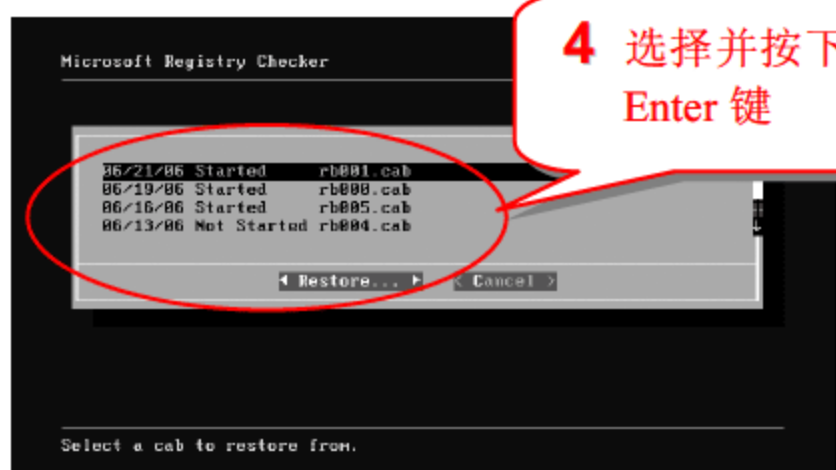 Microsoft Registry Checker
4 选择并按下
Enter 键
06/21/06 Started rb001.cab
06/19/06 Started rb000.cab
06/16/06 Started rb005.cab
06/13/06 Not Started rb004.cab
Restore...
< Cancel >
Select a cab to restore from.